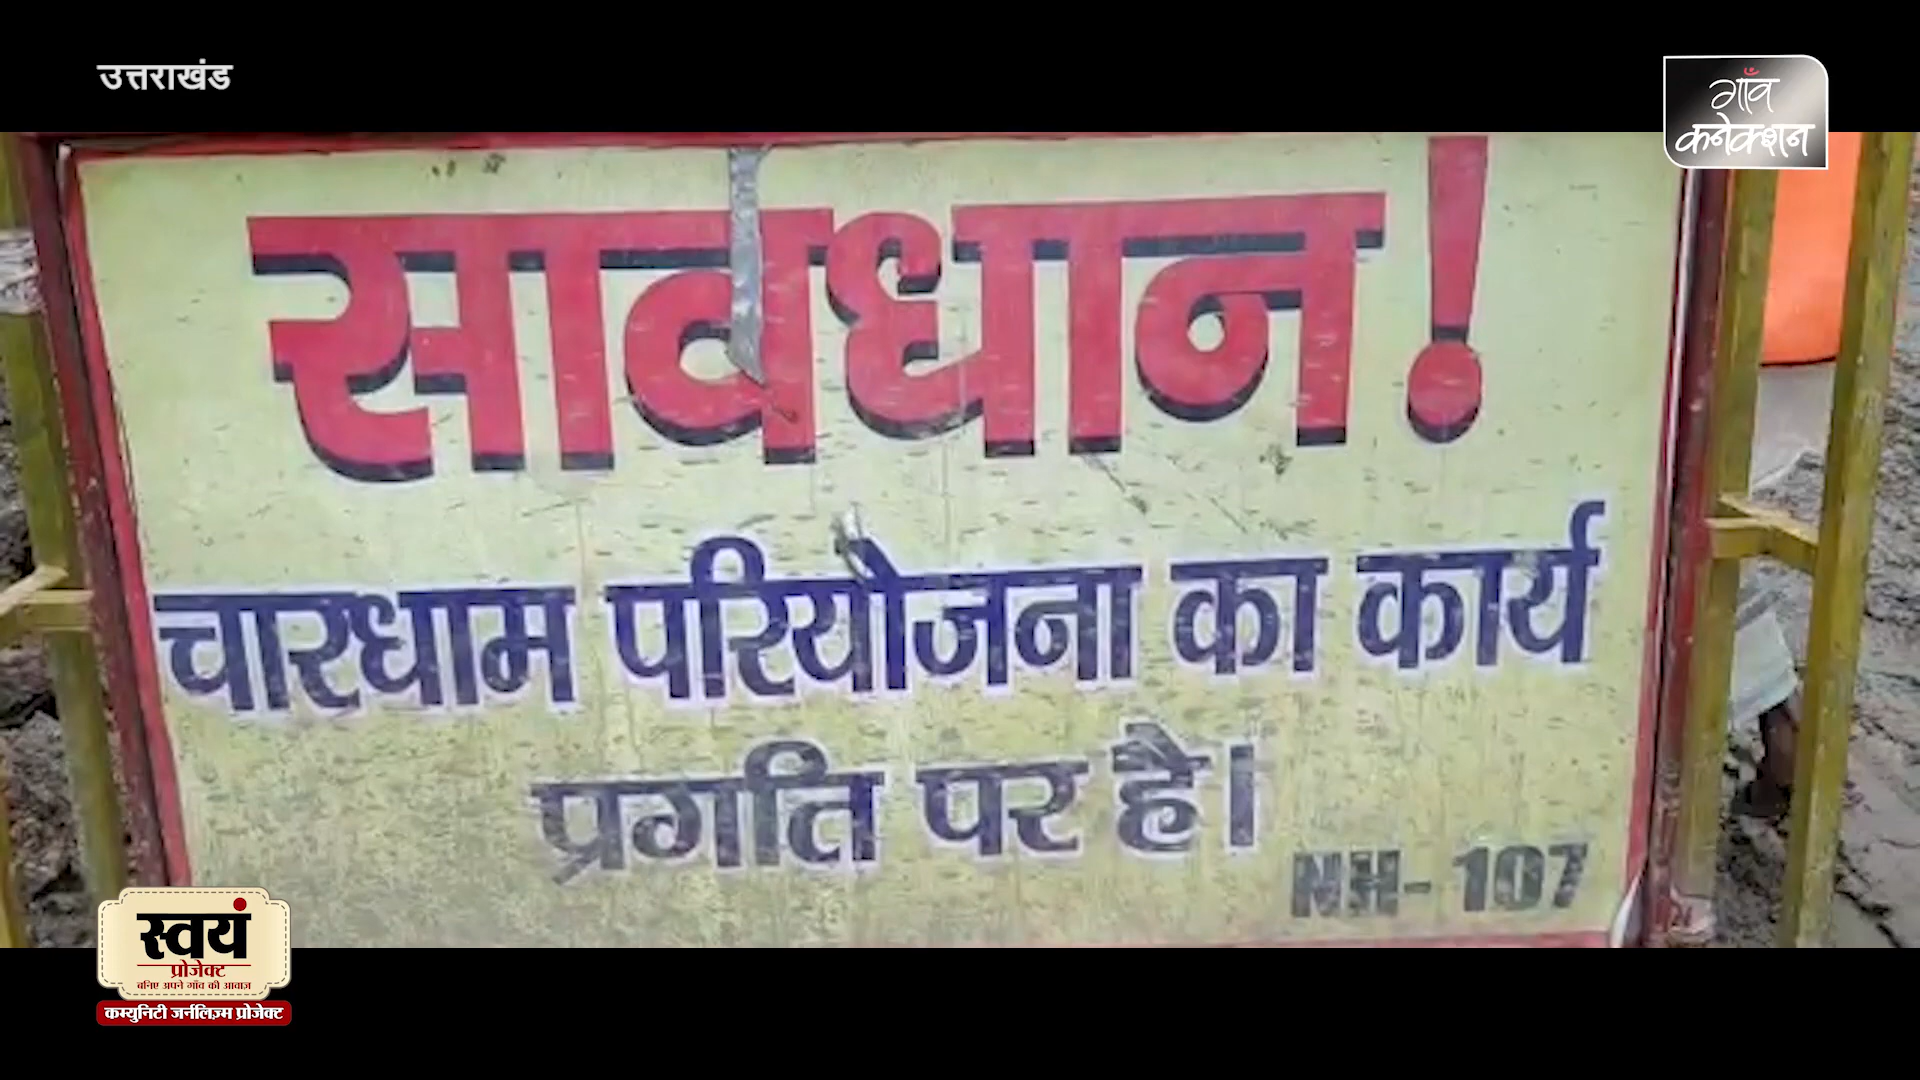 उत्तराखंड
गाँव
कनेक्शन
सावधान!
चारधाम परियोजना का कार्य
प्रगति पर है।
NH-107
स्वयं
प्रोजेक्ट
बनिए अपने गाँव की आवाज़
कम्युनिटी जर्नलिज़्म प्रोजेक्ट